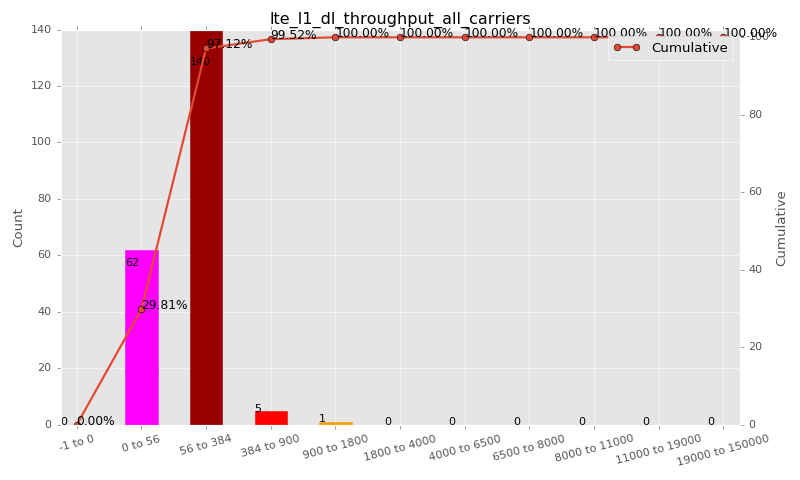 lte_l1_dl_throughput_all_carriers
Cumulative
Count
Cumulative
140
120
100
80
60
40
20
0
100
80
60
40
20
0
0
62
140
5
1
0
0
0
0
0
0
0.00%
29.81%
97.12%
99.52%
100.00%
100.00%
100.00%
100.00%
100.00%
100.00%
100.00%
-1 to 0
0 to 56
56 to 384
384 to 900
900 to 1800
1800 to 4000
4000 to 6500
6500 to 8000
8000 to 11000
11000 to 19000
19000 to 150000